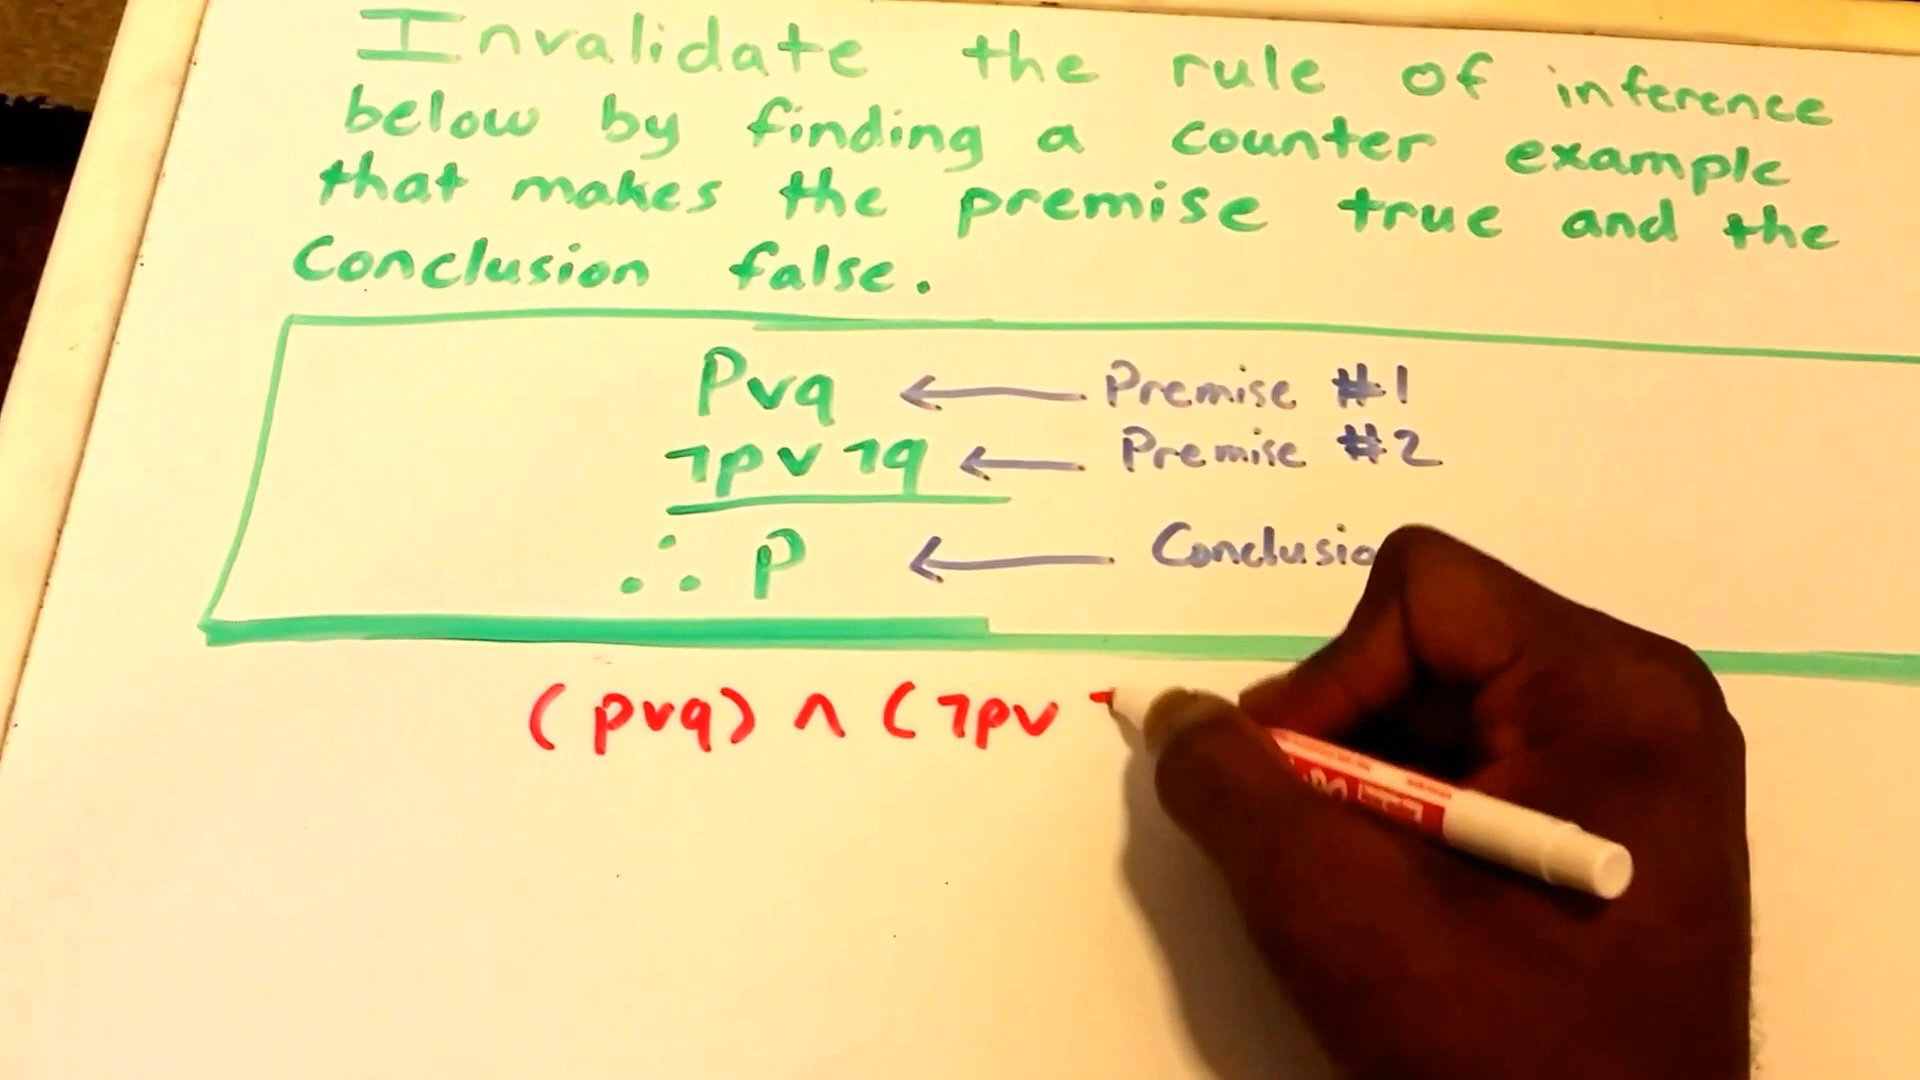 Invalidate the rule of inference
below by finding a counter example
that makes the premise true and the
Conclusion false.
Pvq ← Premise #1
¬pv¬q ← Premise #2
∴ P ← Conclusio
(pvq) ∧ (¬pv ¬